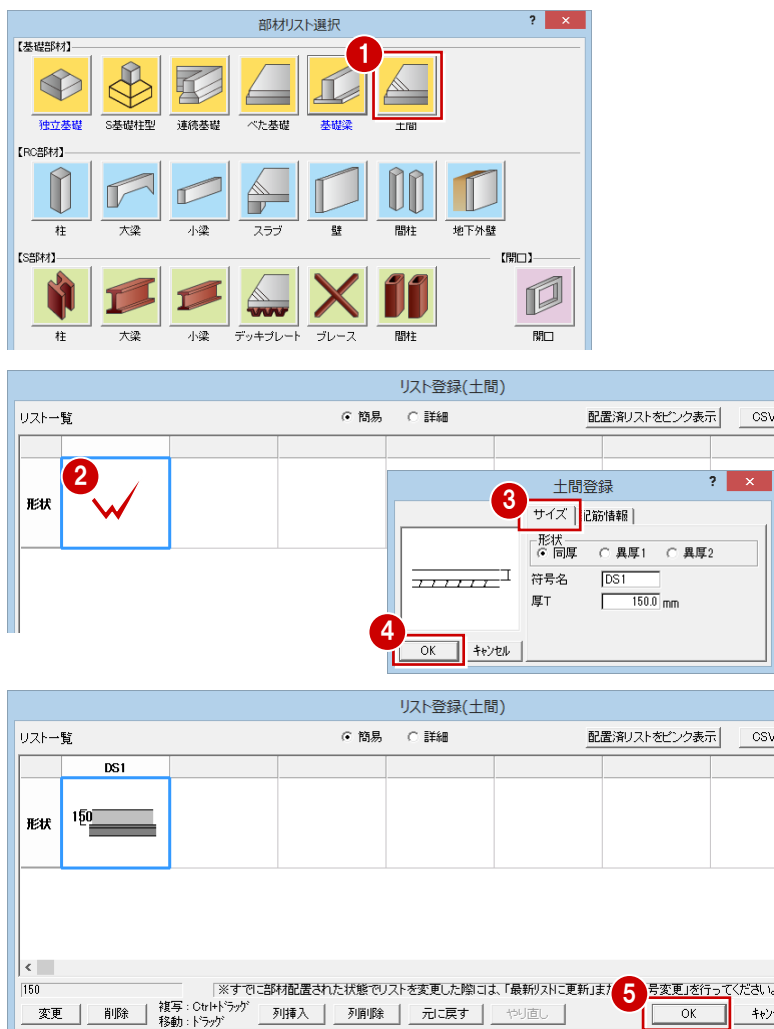 部材リスト選択 ? ×
【基礎部材】
1
独立基礎 S基礎柱型 連続基礎 べた基礎 基礎梁 土間
【RC部材】
柱 大梁 小梁 スラブ 壁 間柱 地下外壁
【S部材】 【開口】
柱 大梁 小梁 デッキプレート ブレース 間柱 開口
リスト登録(土間)
リスト一覧 簡易 詳細 配置済リストをピンク表示 CSV
2
形状
土間登録 ? ×
3
サイズ 配筋情報
形状
同厚 異厚1 異厚2
符号名 DS1
厚T 150.0 mm
4
OK キャンセル
リスト登録(土間)
リスト一覧 簡易 詳細 配置済リストをピンク表示 CSV
DS1
形状 150
<
150 ※すでに部材配置された状態でリストを変更した際には、「最新リストに更新」また 号変更」を行ってください
5
変更 削除 複写:Ctrl+ドラッグ 列挿入 列削除 元に戻す やり直し OK キャン
移動:ドラッグ